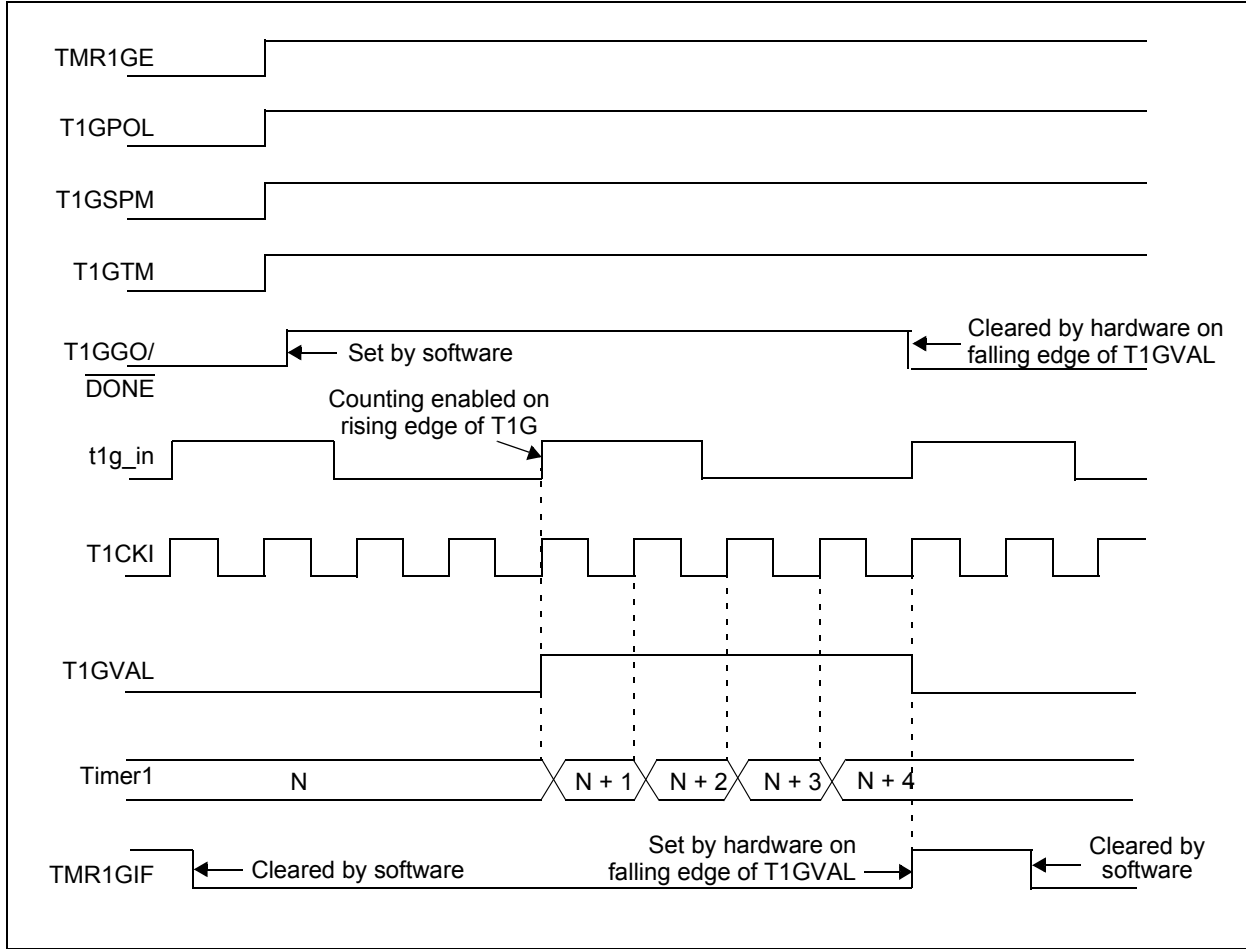 TMR1GE
T1GPOL
T1GSPM
T1GTM
T1GGO/
DONE
Set by software
Cleared by hardware on
falling edge of T1GVAL
Counting enabled on
rising edge of T1G
t1g_in
T1CKI
T1GVAL
Timer1
N
N + 1
N + 2
N + 3
N + 4
TMR1GIF
Cleared by software
Set by hardware on
falling edge of T1GVAL
Cleared by
software